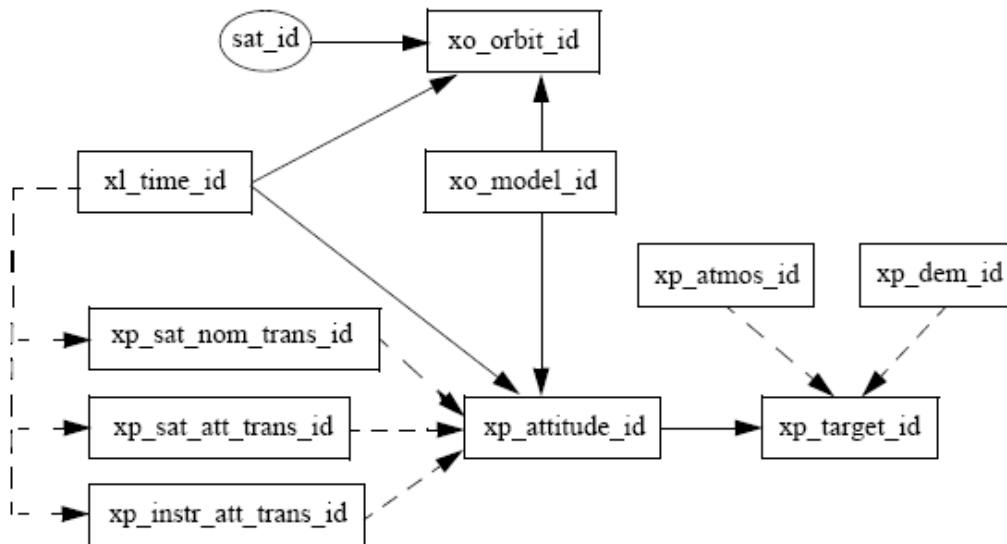 sat_id
xo_orbit_id
xl_time_id
xo_model_id
xp_atmos_id
xp_dem_id
xp_sat_nom_trans_id
xp_sat_att_trans_id
xp_attitude_id
xp_target_id
xp_instr_att_trans_id